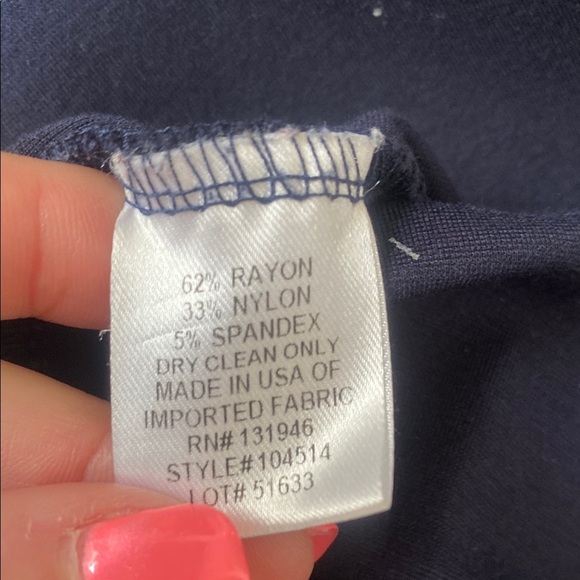 62% RAYON
33% NYLON
5% SPANDEX
DRY CLEAN ONLY
MADE IN USA OF
IMPORTED FABRIC
RN# 131946
STYLE#104514
LOT# 51633